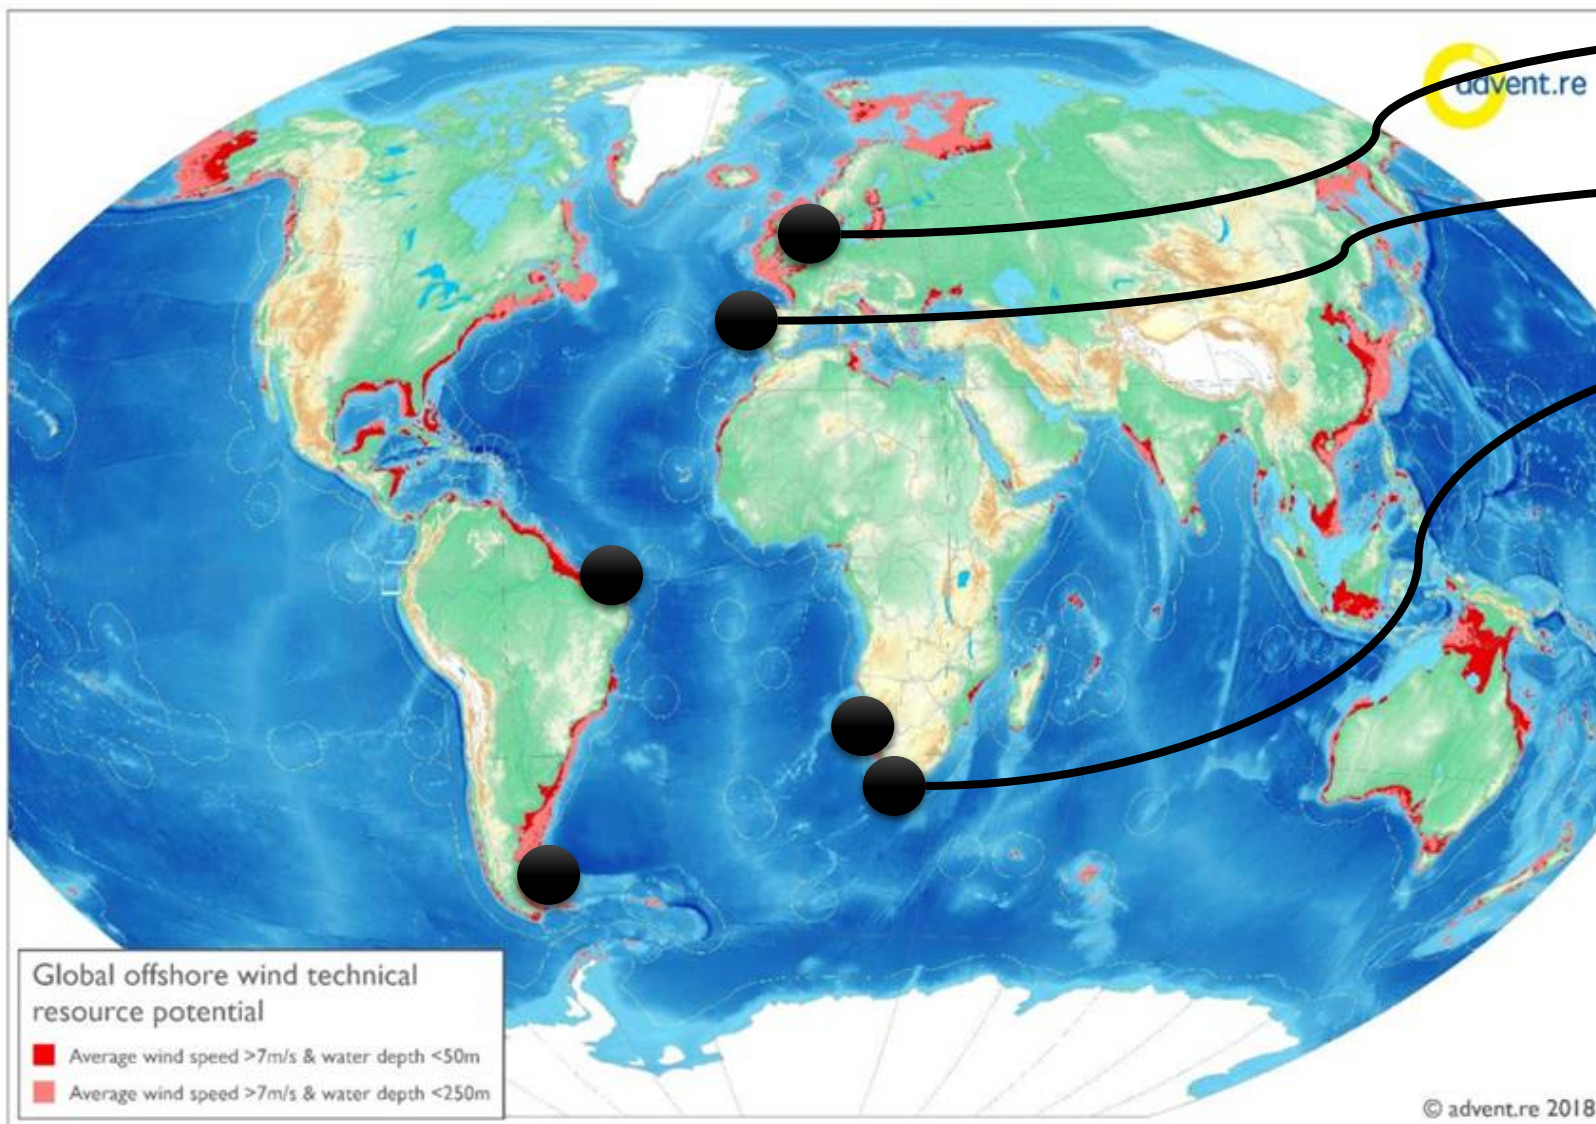 advent.re
Global offshore wind technical
resource potential
Average wind speed >7m/s & water depth <50m
Average wind speed >7m/s & water depth <250m
© advent.re 2018